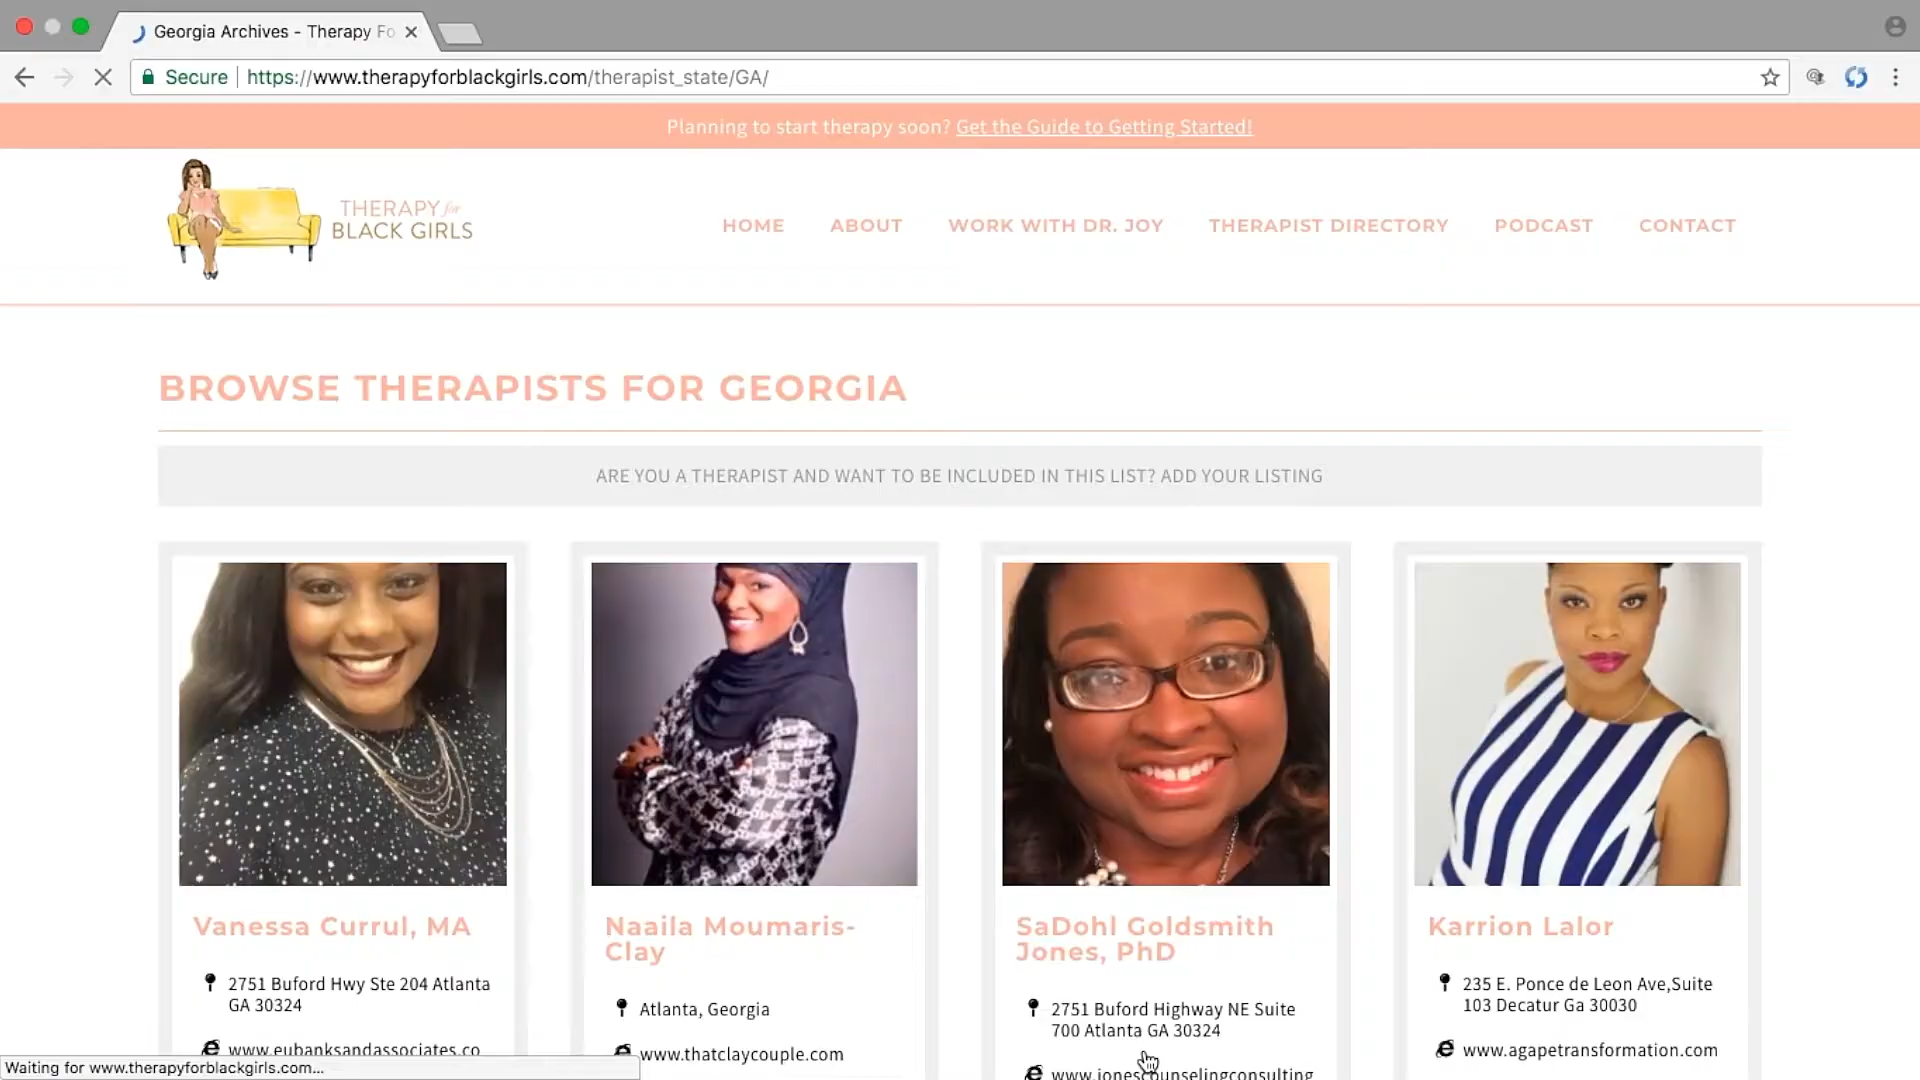 Georgia Archives - Therapy Fo
Secure https://www.therapyforblackgirls.com/therapist_state/GA/
Planning to start therapy soon? Get the Guide to Getting Started!
THERAPY for
BLACK GIRLS
HOME ABOUT WORK WITH DR. JOY THERAPIST DIRECTORY PODCAST CONTACT
BROWSE THERAPISTS FOR GEORGIA
ARE YOU A THERAPIST AND WANT TO BE INCLUDED IN THIS LIST? ADD YOUR LISTING
Vanessa Currul, MA
2751 Buford Hwy Ste 204 Atlanta
GA 30324
www.eubanksandassociates.co
Naaila Moumaris-
Clay
Atlanta, Georgia
www.thatclaycouple.com
SaDohl Goldsmith
Jones, PhD
2751 Buford Highway NE Suite
700 Atlanta GA 30324
www.jonescounselingconsulting
Karrion Lalor
235 E. Ponce de Leon Ave,Suite
103 Decatur Ga 30030
www.agapetransformation.com
Waiting for www.therapyforblackgirls.com...